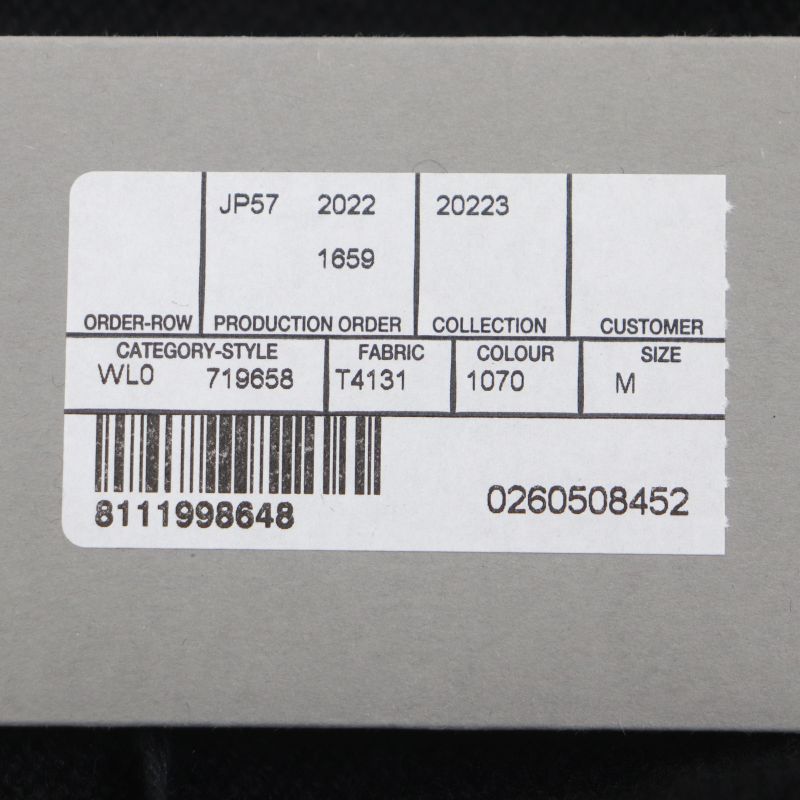 JP57 2022 20223
1659
ORDER-ROW PRODUCTION ORDER COLLECTION CUSTOMER
CATEGORY-STYLE FABRIC COLOUR SIZE
WL0 719658 T4131 1070 M
8111998648 0260508452